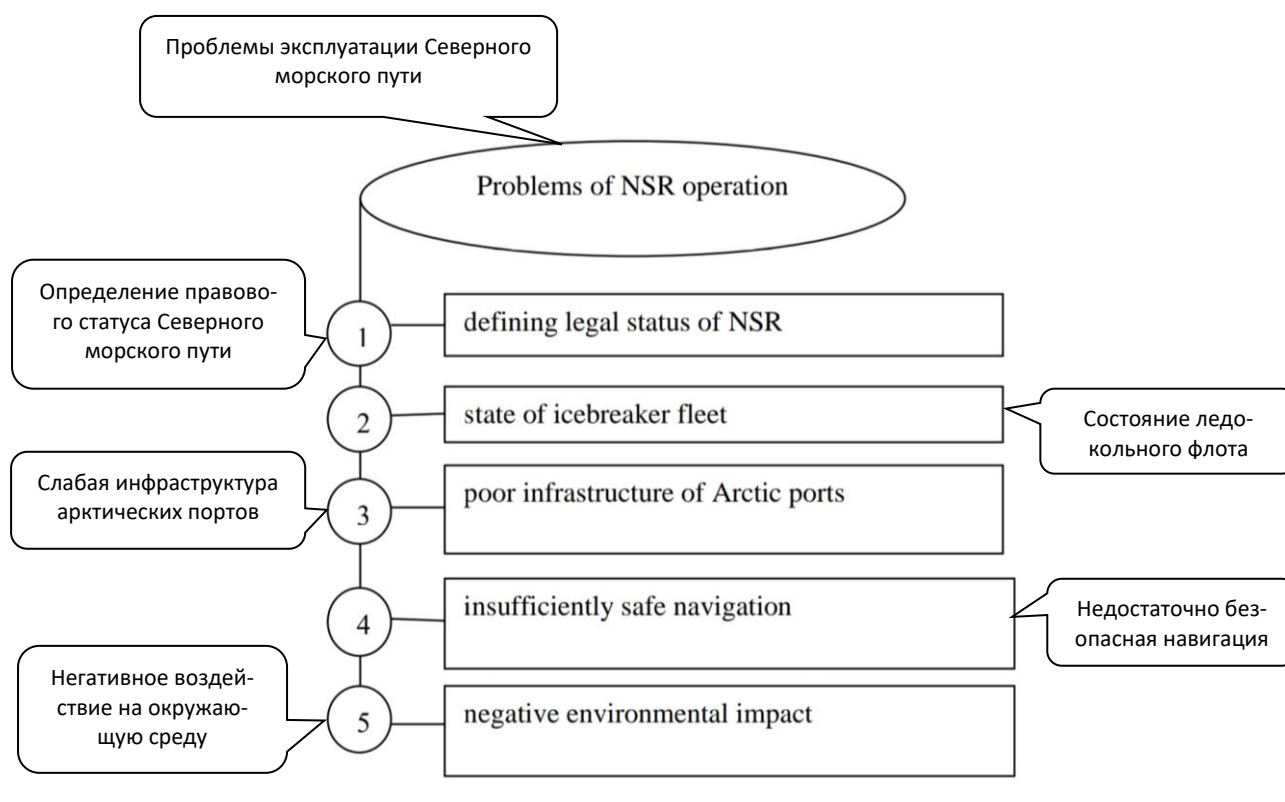 Проблемы эксплуатации Северного
морского пути
Problems of NSR operation
Определение правово-
го статуса Северного
морского пути
1
defining legal status of NSR
2
state of icebreaker fleet
Состояние ледо-
кольного флота
Слабая инфраструктура
арктических портов
3
poor infrastructure of Arctic ports
4
insufficiently safe navigation
Недостаточно без-
опасная навигация
Негативное воздей-
ствие на окружаю-
щую среду
5
negative environmental impact